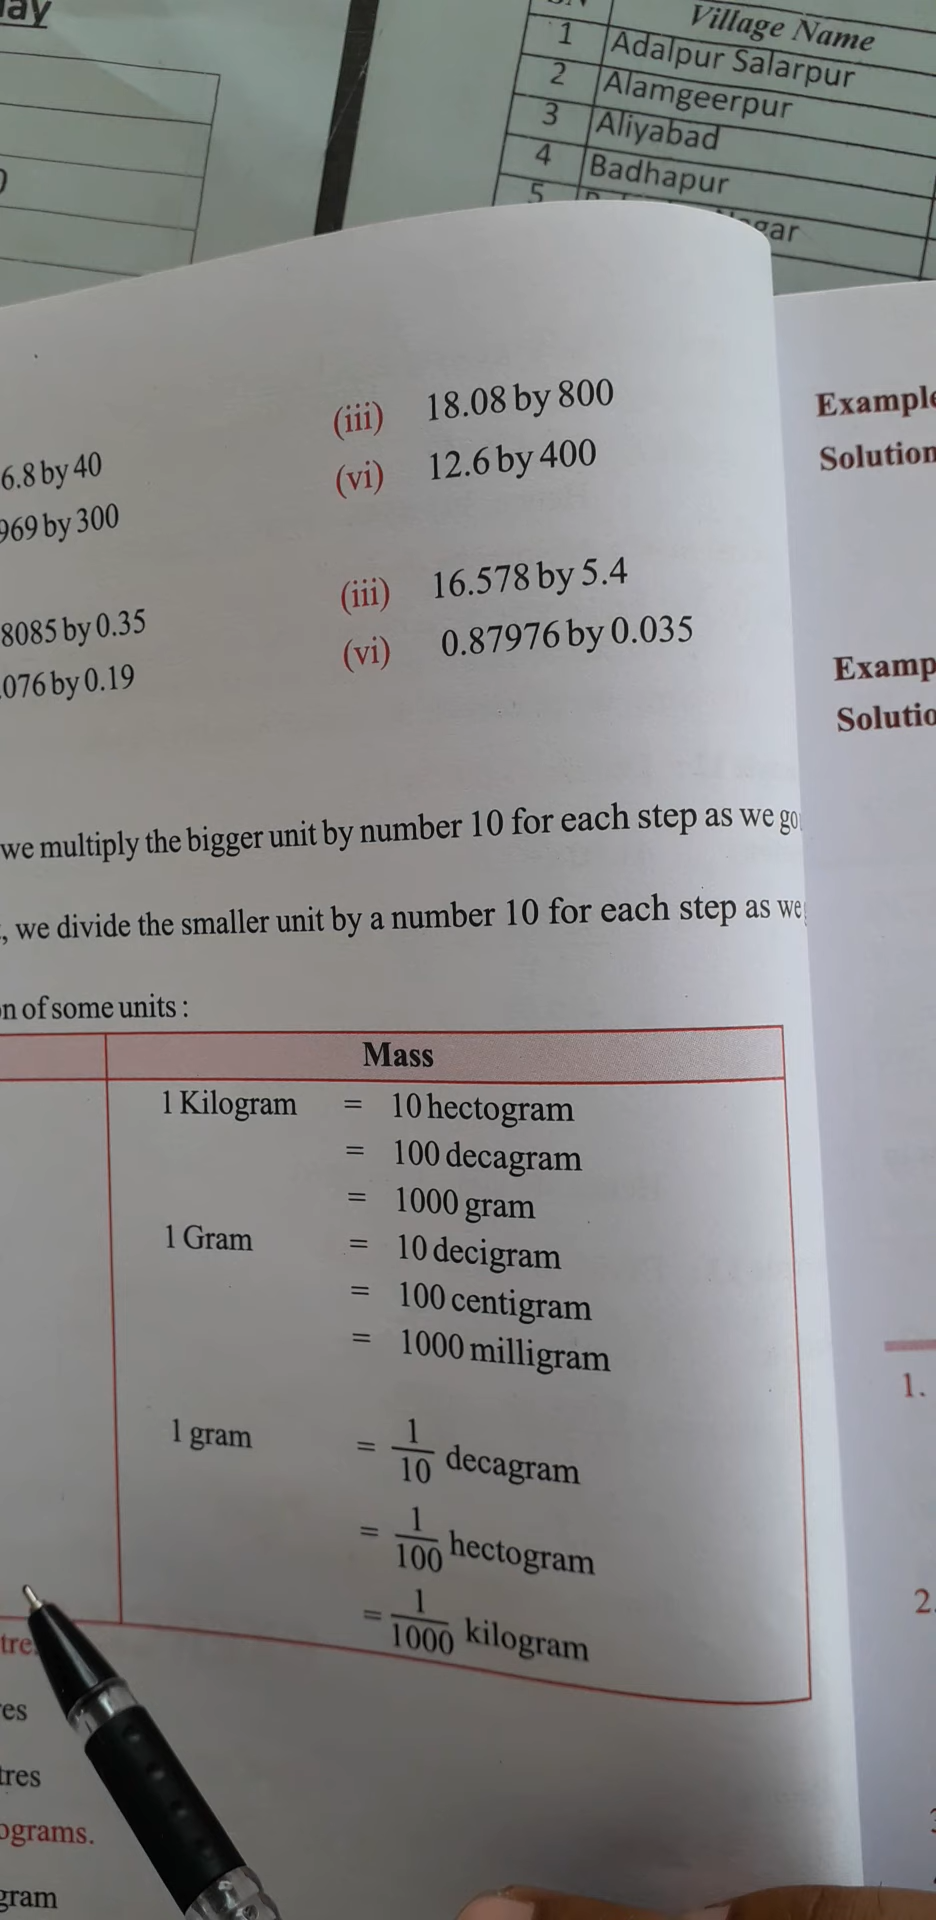 Village Name
1 Adalpur Salarpur
2 Alamgeerpur
3 Aliyabad
4 Badhapur
5
(iii) 18.08 by 800
6.8 by 40 (vi) 12.6 by 400
969 by 300
(iii) 16.578 by 5.4
8085 by 0.35 (vi) 0.87976 by 0.035
.076 by 0.19
we multiply the bigger unit by number 10 for each step as we go
, we divide the smaller unit by a number 10 for each step as we
n of some units :
Mass
1 Kilogram = 10 hectogram
= 100 decagram
= 1000 gram
1 Gram = 10 decigram
= 100 centigram
= 1000 milligram
1 gram = 1/10 decagram
= 1/100 hectogram
= 1/1000 kilogram
tres
es
tres
ograms.
gram
Example
Solution
Examp
Solutio
1.
2.